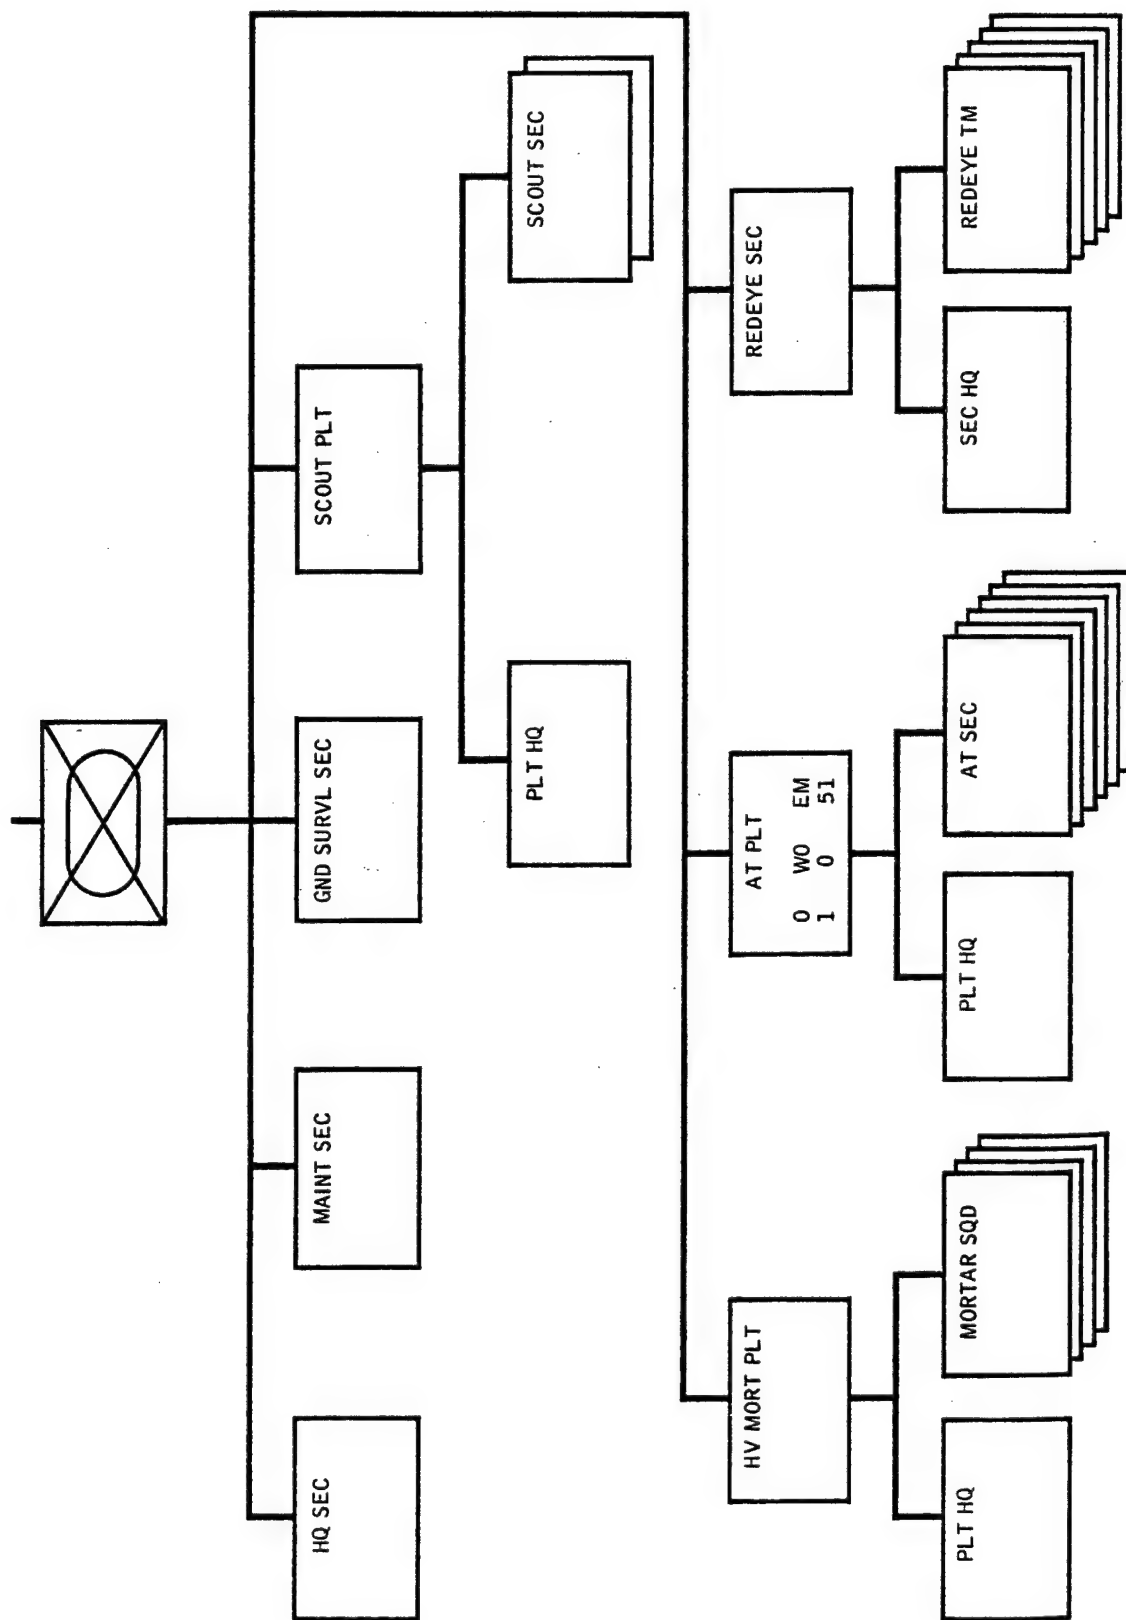 HQ SEC
MAINT SEC
GND SURVL SEC
SCOUT PLT
PLT HQ
SCOUT SEC
HV MORT PLT
AT PLT
O WO EM
1 0 51
REDEYE SEC
PLT HQ
MORTAR SQD
PLT HQ
AT SEC
SEC HQ
REDEYE TM